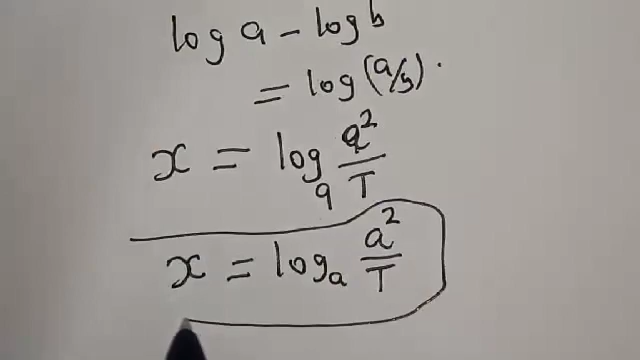 log a - log b
= log (a/b).
x = log_a a²/T
x = log_a a²/T